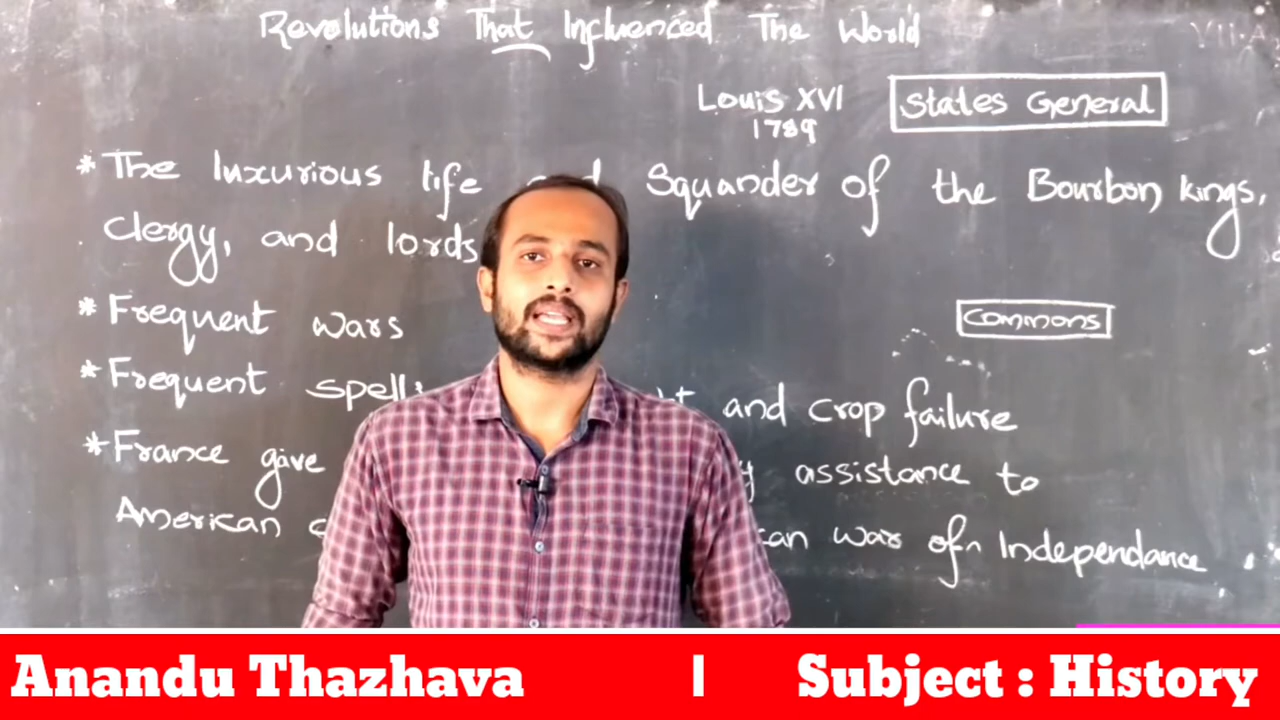 Revolutions That Influenced The World
VII-A
Louis XVI
1789
States General
* The luxurious life Squander of the Bourbon kings,
clergy, and lords
* Frequent wars
Commons
* Frequent and crop failure
* France give assistance to
American war of Independance
Anandu Thazhava | Subject : History